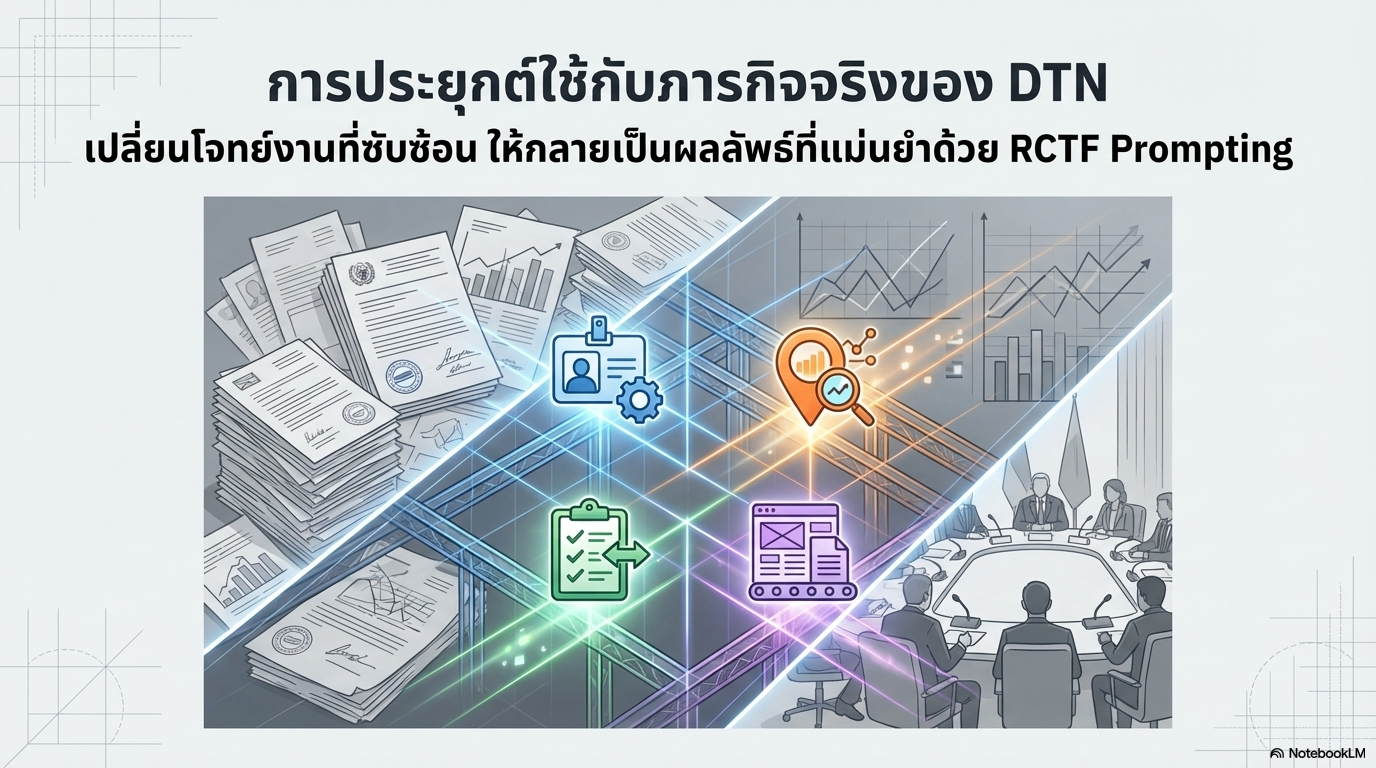 การประยุกต์ใช้กับภารกิจจริงของ DTN
เปลี่ยนโจทย์งานที่ซับซ้อน ให้กลายเป็นผลลัพธ์ที่แม่นยำด้วย RCTF Prompting
NotebookLM